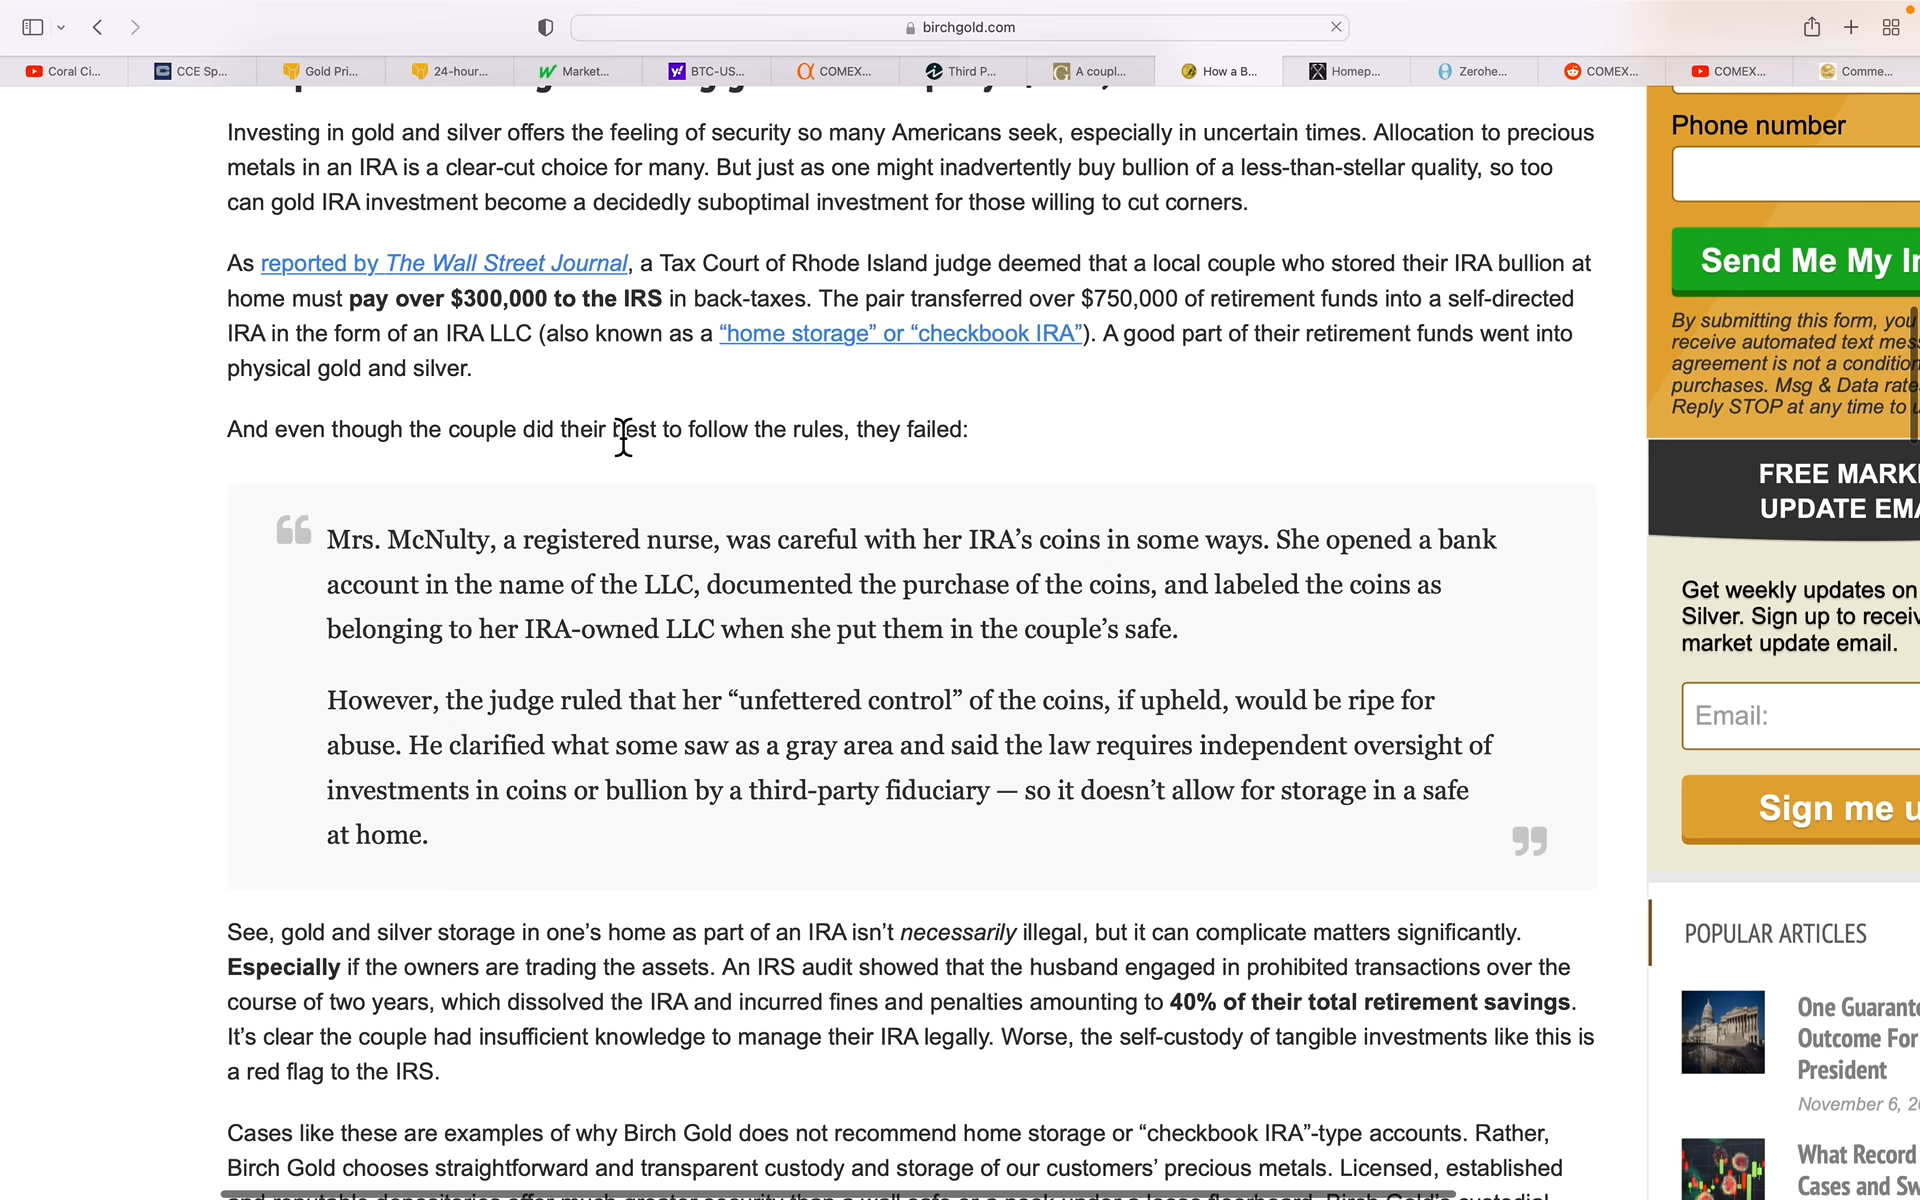 birchgold.com
Coral Ci...
CCE Sp...
Gold Pri...
24-hour...
Market...
BTC-US...
COMEX...
Third P...
A coupl...
How a B...
Homep...
Zerohe...
COMEX...
COMEX...
Comme...
Investing in gold and silver offers the feeling of security so many Americans seek, especially in uncertain times. Allocation to precious
metals in an IRA is a clear-cut choice for many. But just as one might inadvertently buy bullion of a less-than-stellar quality, so too
can gold IRA investment become a decidedly suboptimal investment for those willing to cut corners.
As reported by The Wall Street Journal, a Tax Court of Rhode Island judge deemed that a local couple who stored their IRA bullion at
home must pay over $300,000 to the IRS in back-taxes. The pair transferred over $750,000 of retirement funds into a self-directed
IRA in the form of an IRA LLC (also known as a “home storage” or “checkbook IRA”). A good part of their retirement funds went into
physical gold and silver.
And even though the couple did their best to follow the rules, they failed:
“ Mrs. McNulty, a registered nurse, was careful with her IRA’s coins in some ways. She opened a bank
account in the name of the LLC, documented the purchase of the coins, and labeled the coins as
belonging to her IRA-owned LLC when she put them in the couple’s safe.
However, the judge ruled that her “unfettered control” of the coins, if upheld, would be ripe for
abuse. He clarified what some saw as a gray area and said the law requires independent oversight of
investments in coins or bullion by a third-party fiduciary — so it doesn’t allow for storage in a safe
at home. ”
See, gold and silver storage in one’s home as part of an IRA isn’t necessarily illegal, but it can complicate matters significantly.
Especially if the owners are trading the assets. An IRS audit showed that the husband engaged in prohibited transactions over the
course of two years, which dissolved the IRA and incurred fines and penalties amounting to 40% of their total retirement savings.
It’s clear the couple had insufficient knowledge to manage their IRA legally. Worse, the self-custody of tangible investments like this is
a red flag to the IRS.
Cases like these are examples of why Birch Gold does not recommend home storage or “checkbook IRA”-type accounts. Rather,
Birch Gold chooses straightforward and transparent custody and storage of our customers’ precious metals. Licensed, established
Phone number
Send Me My In
By submitting this form, you
receive automated text mes
agreement is not a condition
purchases. Msg & Data rate
Reply STOP at any time to u
FREE MARK
UPDATE EMA
Get weekly updates on
Silver. Sign up to receiv
market update email.
Email:
Sign me u
POPULAR ARTICLES
One Guarante
Outcome For
President
November 6, 2
What Record
Cases and Sw